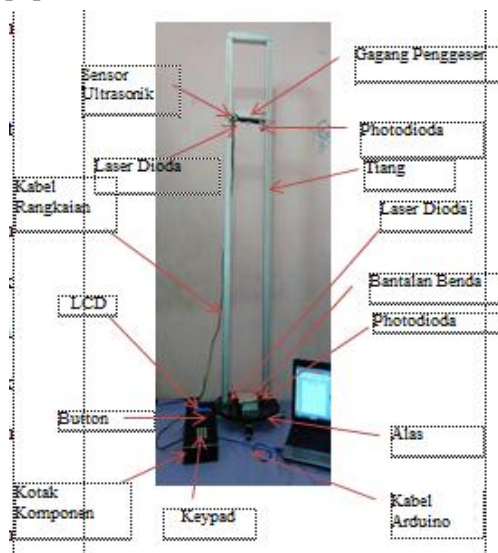 Sensor
Ultrasonik
Gagang Penggeser
Photodioda
Laser Dioda
Tiang
Kabel
Rangkaian
Laser Dioda
LCD
Bantalan Benda
Photodioda
Button
Alas
Kotak
Komponen
Keypad
Kabel
Arduino